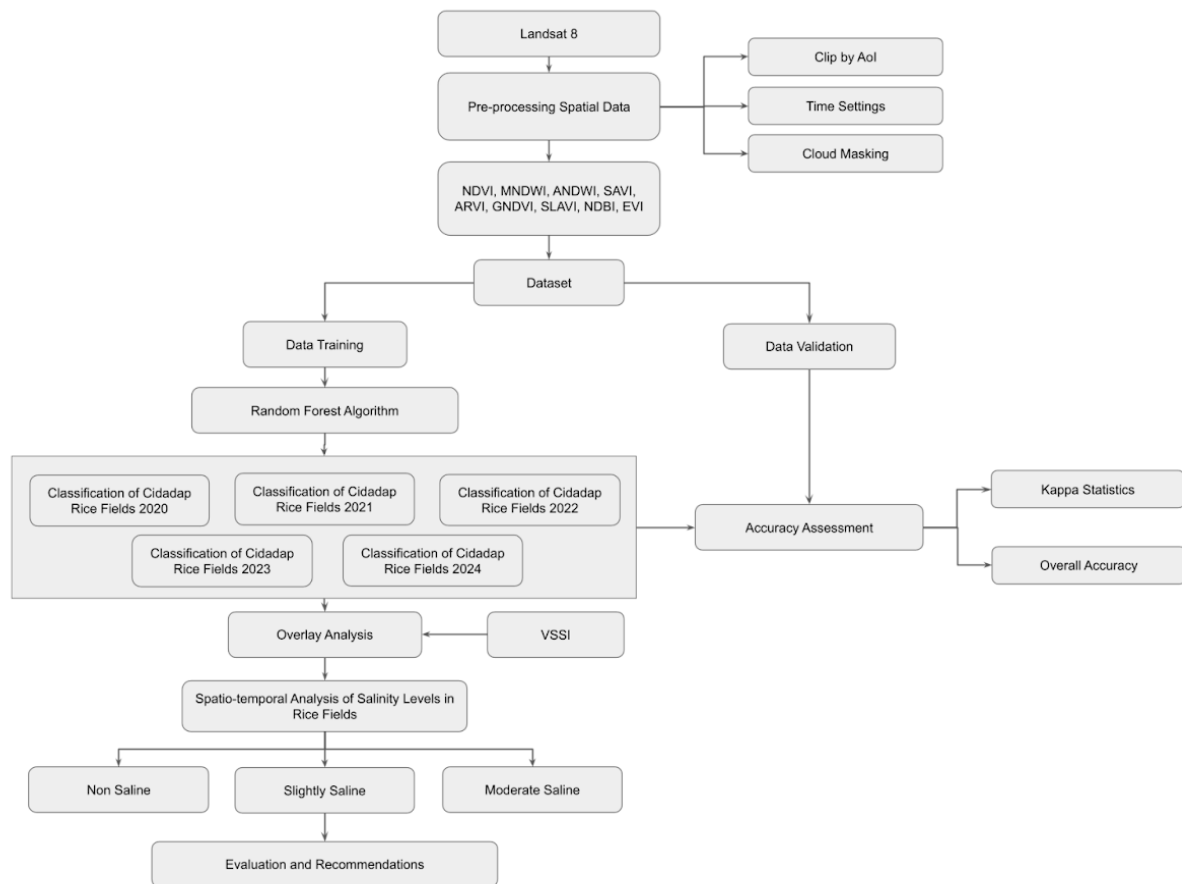 Landsat 8
Clip by AoI
Pre-processing Spatial Data
Time Settings
Cloud Masking
NDVI, MNDWI, ANDWI, SAVI,
ARVI, GNDVI, SLAVI, NDBI, EVI
Dataset
Data Training
Data Validation
Random Forest Algorithm
Classification of Cidadap
Rice Fields 2020
Classification of Cidadap
Rice Fields 2021
Classification of Cidadap
Rice Fields 2022
Classification of Cidadap
Rice Fields 2023
Classification of Cidadap
Rice Fields 2024
Accuracy Assessment
Kappa Statistics
Overall Accuracy
Overlay Analysis
VSSI
Spatio-temporal Analysis of Salinity Levels in
Rice Fields
Non Saline
Slightly Saline
Moderate Saline
Evaluation and Recommendations